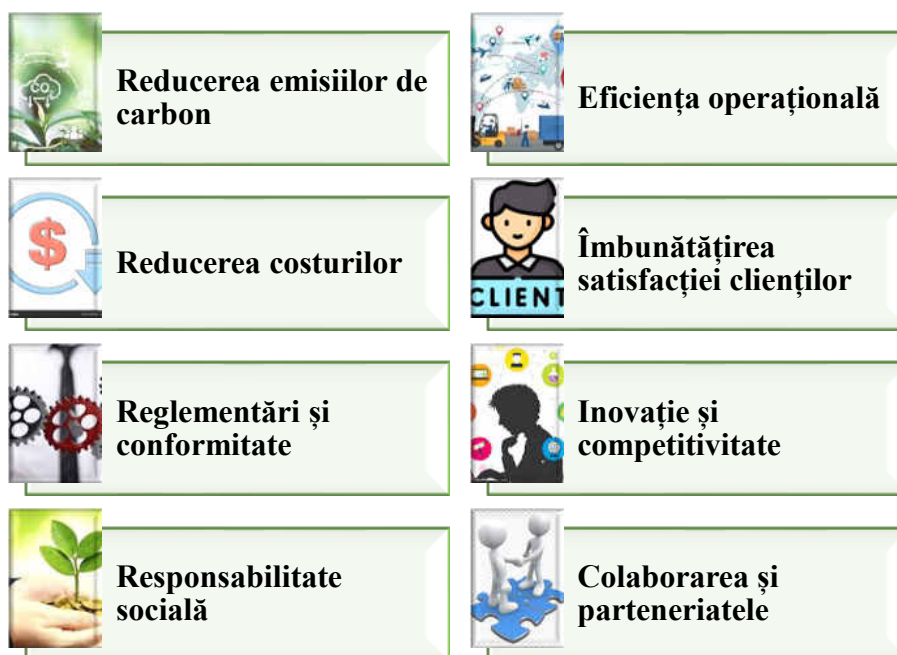 Reducerea emisiilor de
carbon
Eficiența operațională
Reducerea costurilor
Îmbunătățirea
satisfacției clienților
CLIENT
Reglementări și
conformitate
Inovație și
competitivitate
Responsabilitate
socială
Colaborarea și
parteneriatele
CO₂
$